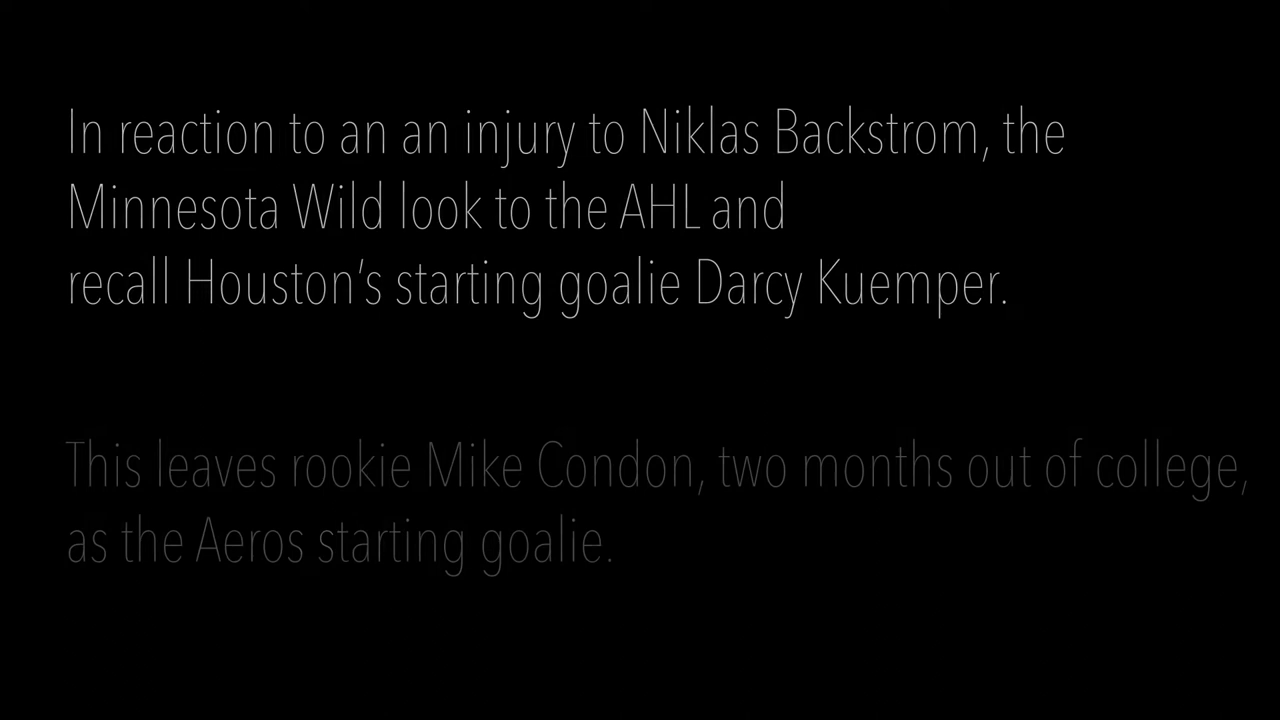 In reaction to an an injury to Niklas Backstrom, the
Minnesota Wild look to the AHL and
recall Houston’s starting goalie Darcy Kuemper.
This leaves rookie Mike Condon, two months out of college,
as the Aeros starting goalie.